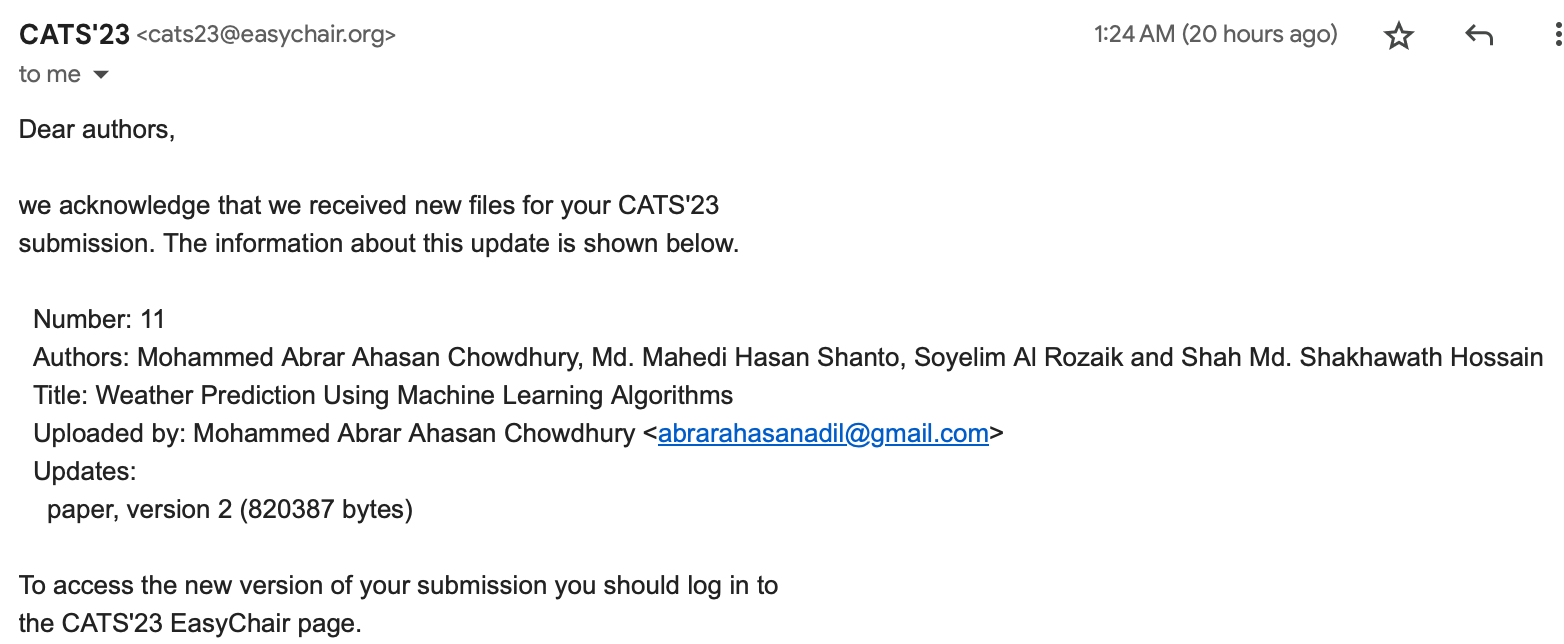 CATS'23 <cats23@easychair.org> 1:24 AM (20 hours ago)
to me
Dear authors,
we acknowledge that we received new files for your CATS'23
submission. The information about this update is shown below.
Number: 11
Authors: Mohammed Abrar Ahasan Chowdhury, Md. Mahedi Hasan Shanto, Soyelim Al Rozaik and Shah Md. Shakhawath Hossain
Title: Weather Prediction Using Machine Learning Algorithms
Uploaded by: Mohammed Abrar Ahasan Chowdhury <abrarahasanadil@gmail.com>
Updates:
paper, version 2 (820387 bytes)
To access the new version of your submission you should log in to
the CATS'23 EasyChair page.